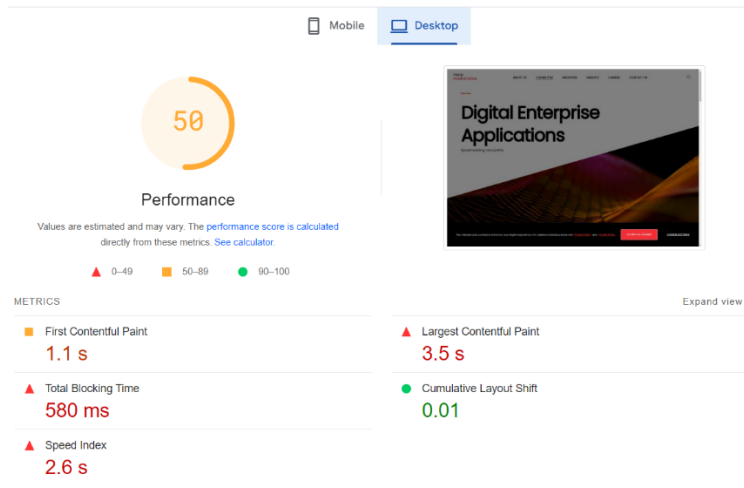 Mobile
Desktop
50
Performance
Values are estimated and may vary. The performance score is calculated
directly from these metrics. See calculator.
0–49
50–89
90–100
Digital Enterprise
Applications
METRICS
Expand view
First Contentful Paint
1.1 s
Largest Contentful Paint
3.5 s
Total Blocking Time
580 ms
Cumulative Layout Shift
0.01
Speed Index
2.6 s